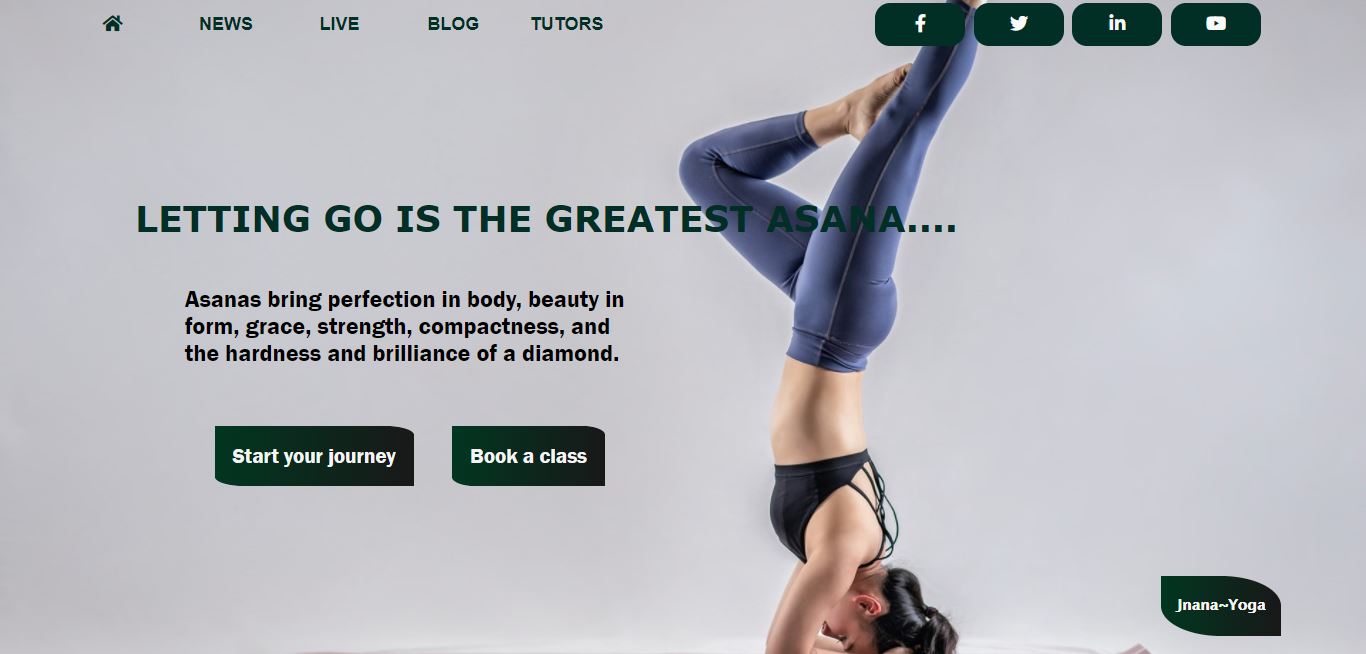 NEWS LIVE BLOG TUTORS
LETTING GO IS THE GREATEST ASANA....
Asanas bring perfection in body, beauty in
form, grace, strength, compactness, and
the hardness and brilliance of a diamond.
Start your journey Book a class
Jnana~Yoga